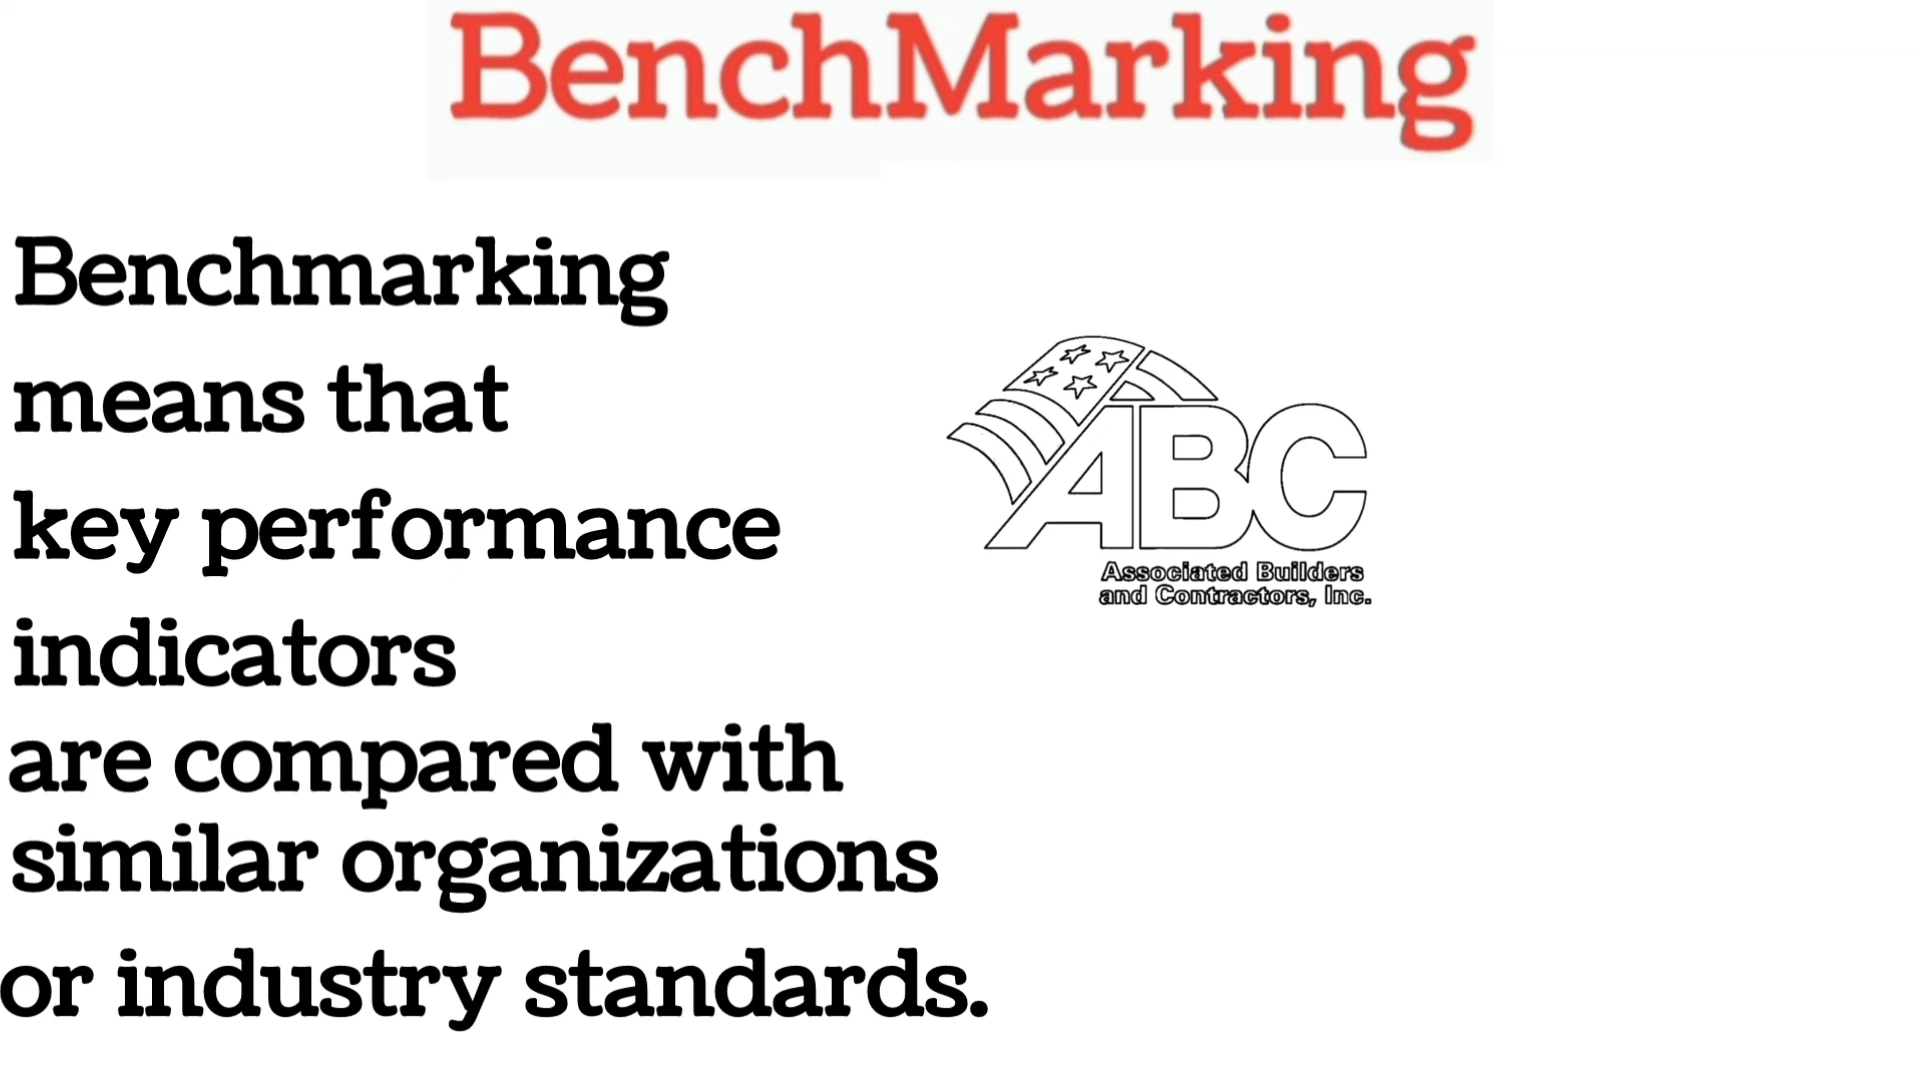 BenchMarking
Benchmarking
means that
key performance
indicators
are compared with
similar organizations
or industry standards.
ABC
Associated Builders
and Contractors, Inc.